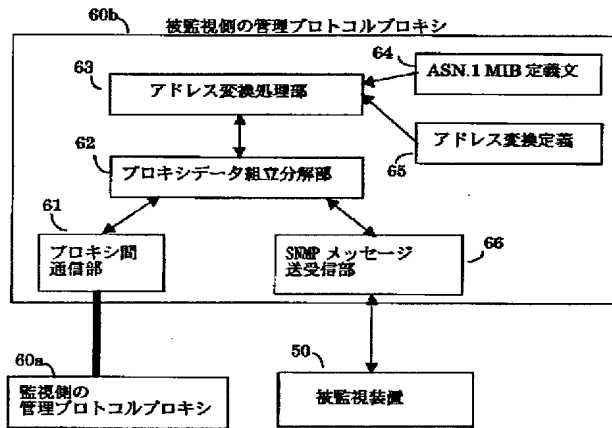 60b
被監視側の管理プロトコルプロキシ
64
63
ASN.1 MIB 定義文
アドレス変換処理部
62
アドレス変換定義
65
プロキシデータ組立分解部
61
プロキシ間
通信部
SNMP メッセージ
送受信部
66
60a
50
監視側の
管理プロトコルプロキシ
被監視装置